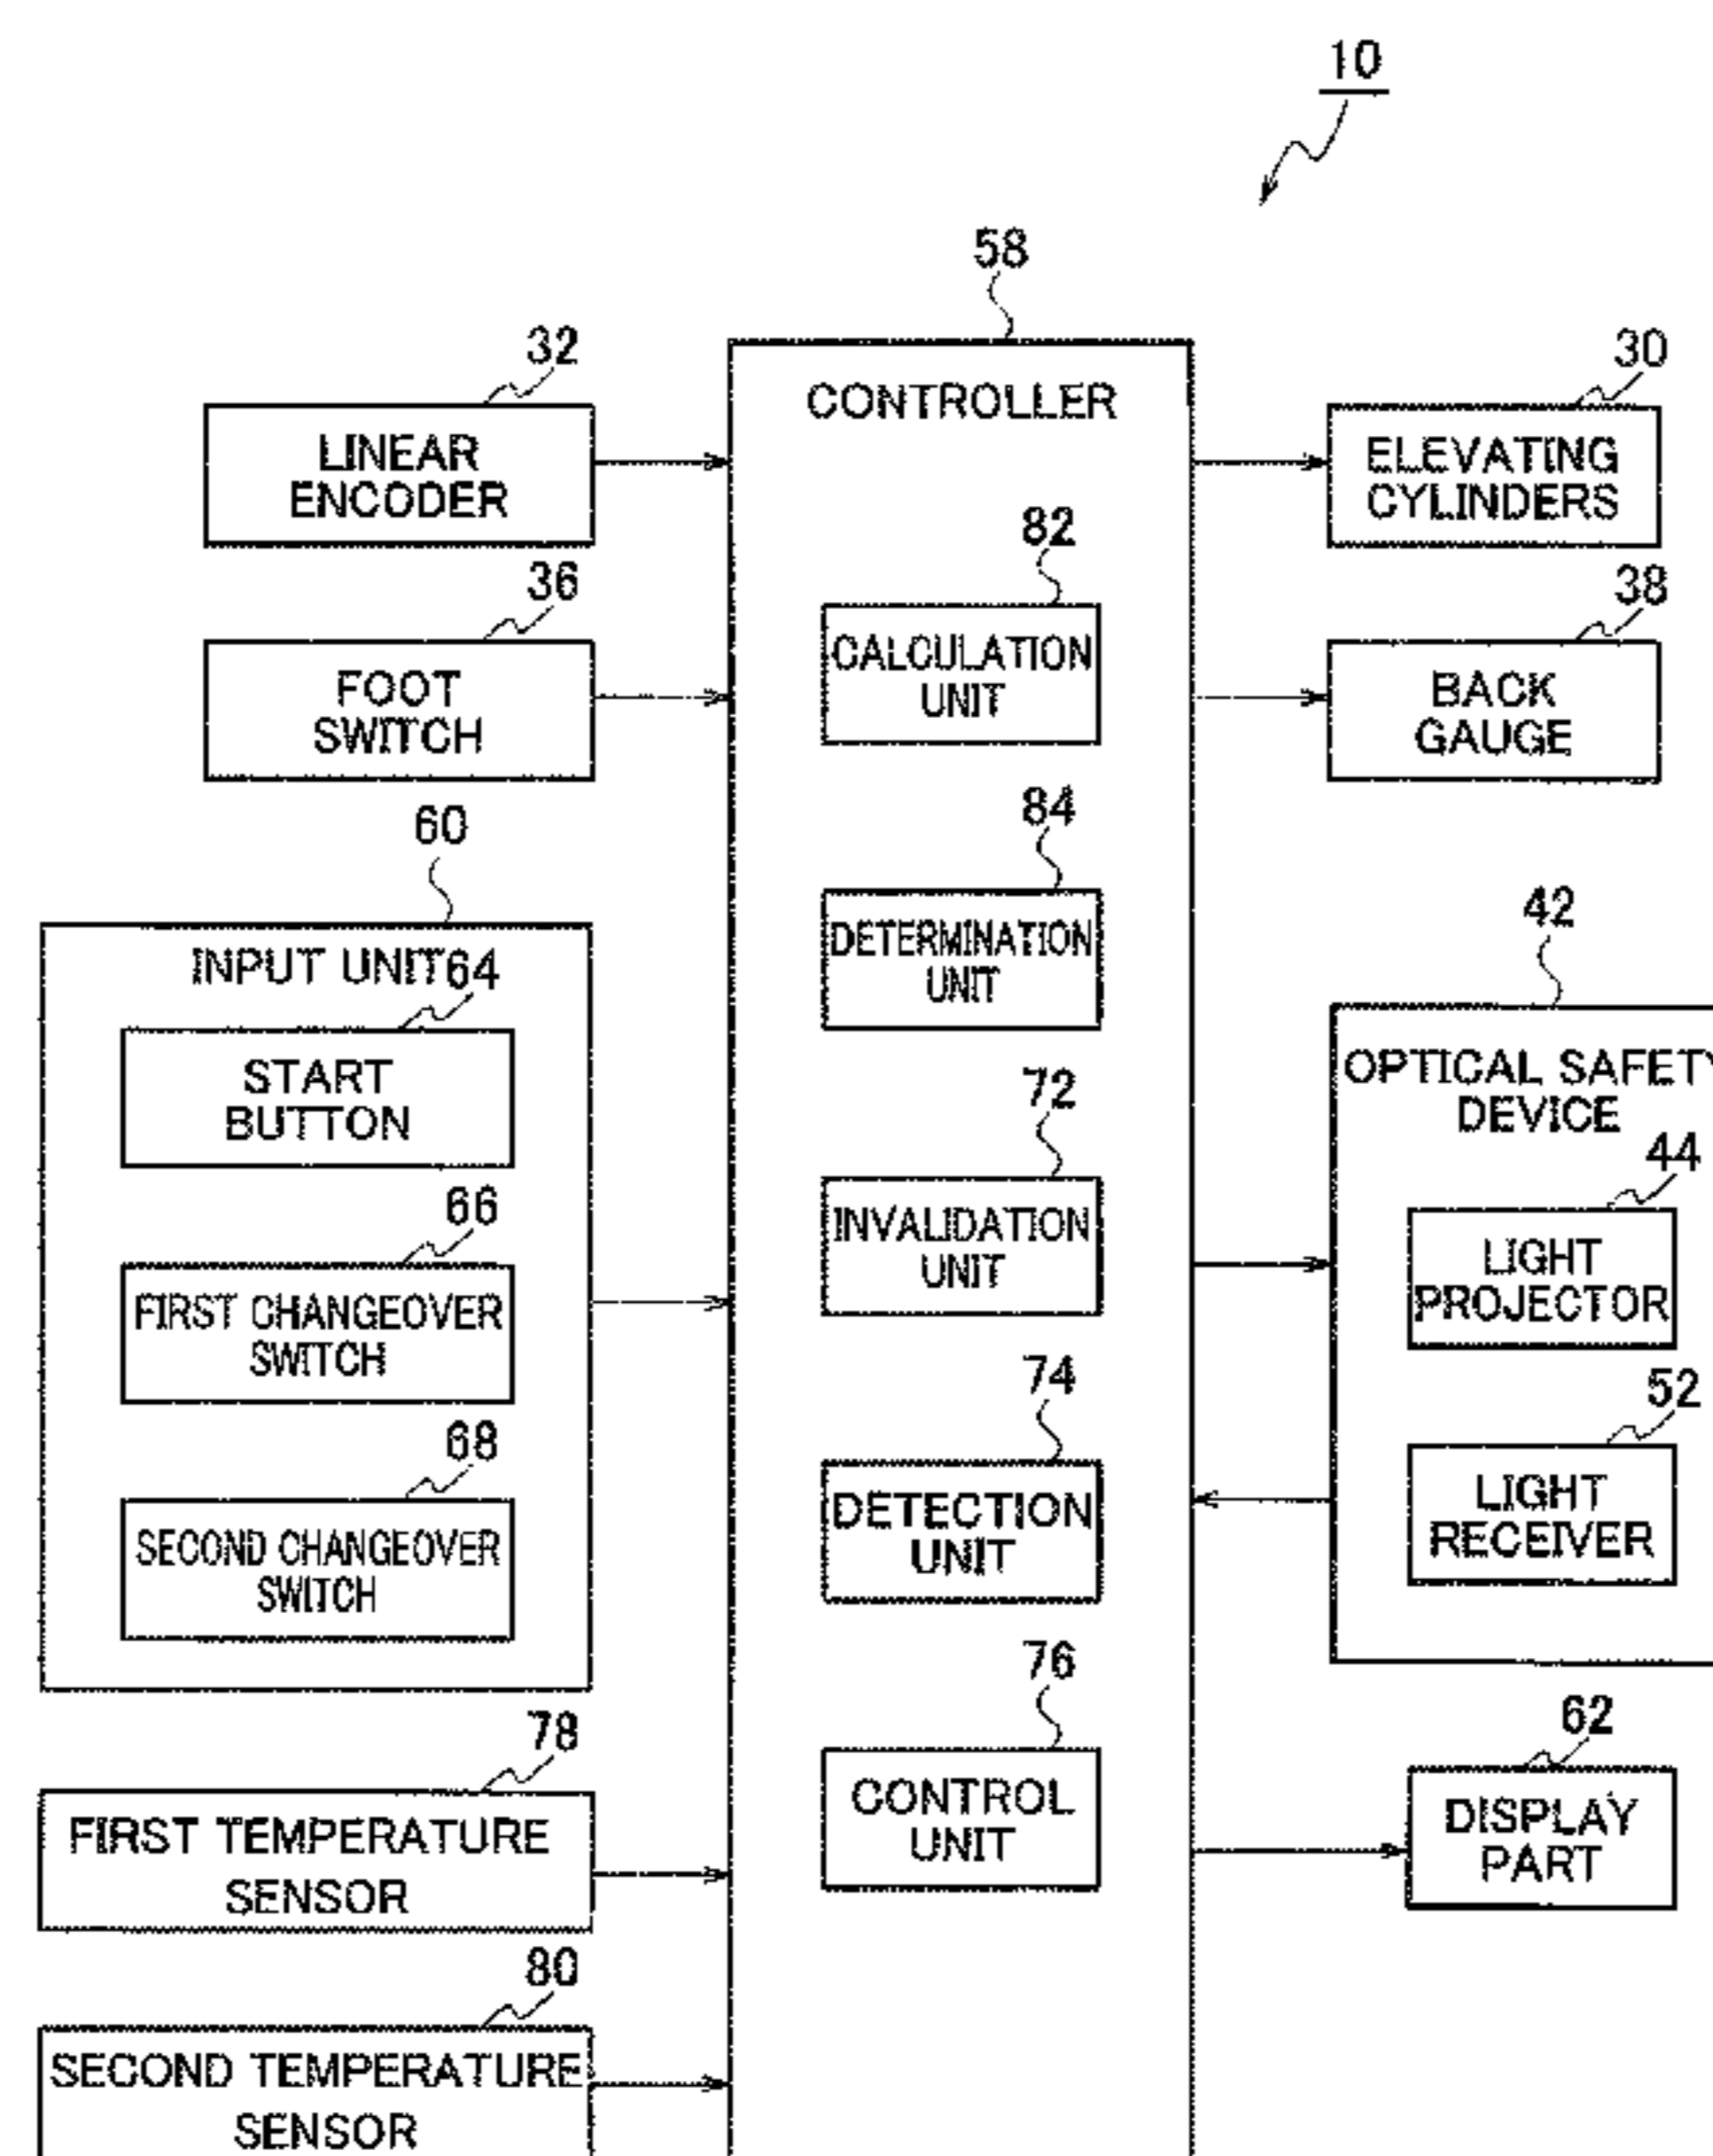 10
58
CONTROLLER
32
LINEAR
ENCODER
36
FOOT
SWITCH
60
INPUT UNIT
64
START
BUTTON
66
FIRST CHANGEOVER
SWITCH
68
SECOND CHANGEOVER
SWITCH
78
FIRST TEMPERATURE
SENSOR
80
SECOND TEMPERATURE
SENSOR
82
CALCULATION
UNIT
84
DETERMINATION
UNIT
72
INVALIDATION
UNIT
74
DETECTION
UNIT
76
CONTROL
UNIT
30
ELEVATING
CYLINDERS
38
BACK
GAUGE
42
OPTICAL SAFETY
DEVICE
44
LIGHT
PROJECTOR
52
LIGHT
RECEIVER
62
DISPLAY
PART